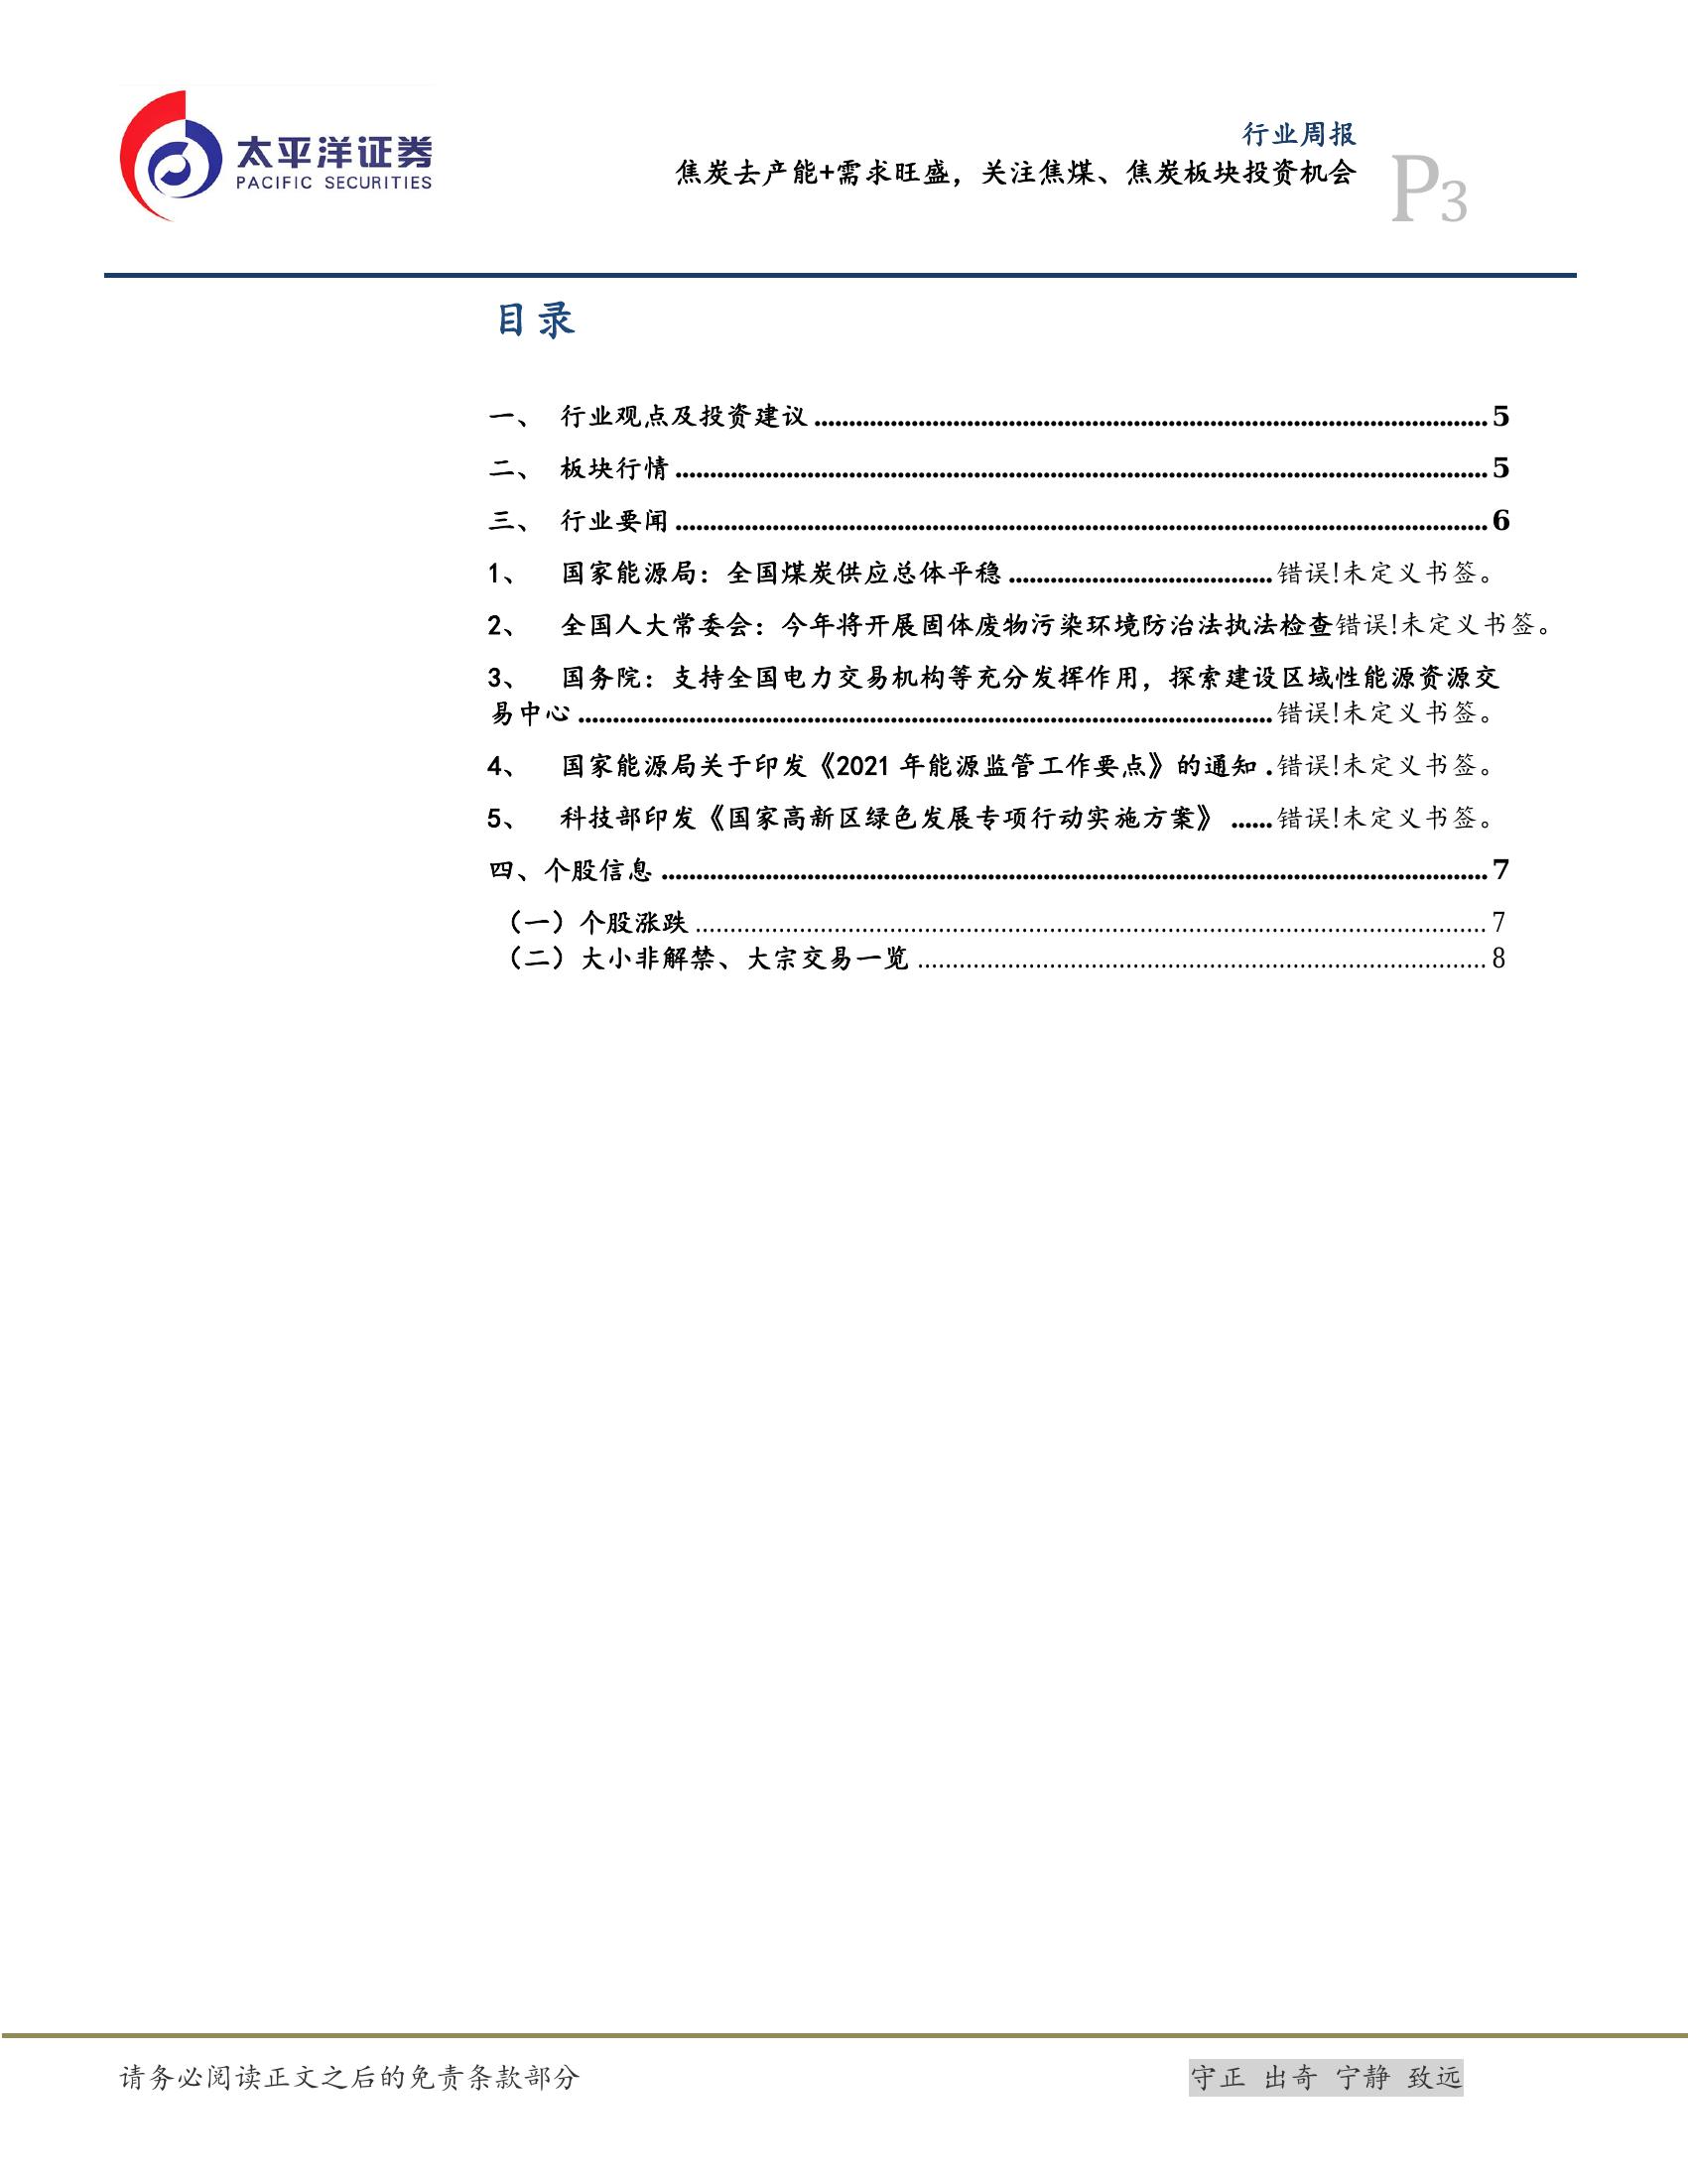 太平洋证券
PACIFIC SECURITIES
行业周报
焦炭去产能+需求旺盛，关注焦煤、焦炭板块投资机会
P3
目录
一、 行业观点及投资建议 5
二、 板块行情 5
三、 行业要闻 6
1、 国家能源局：全国煤炭供应总体平稳 错误!未定义书签。
2、 全国人大常委会：今年将开展固体废物污染环境防治法执法检查错误!未定义书签。
3、 国务院：支持全国电力交易机构等充分发挥作用，探索建设区域性能源资源交
易中心 错误!未定义书签。
4、 国家能源局关于印发《2021 年能源监管工作要点》的通知 .错误!未定义书签。
5、 科技部印发《国家高新区绿色发展专项行动实施方案》 ......错误!未定义书签。
四、个股信息 7
（一）个股涨跌 7
（二）大小非解禁、大宗交易一览 8
请务必阅读正文之后的免责条款部分
守正 出奇 宁静 致远